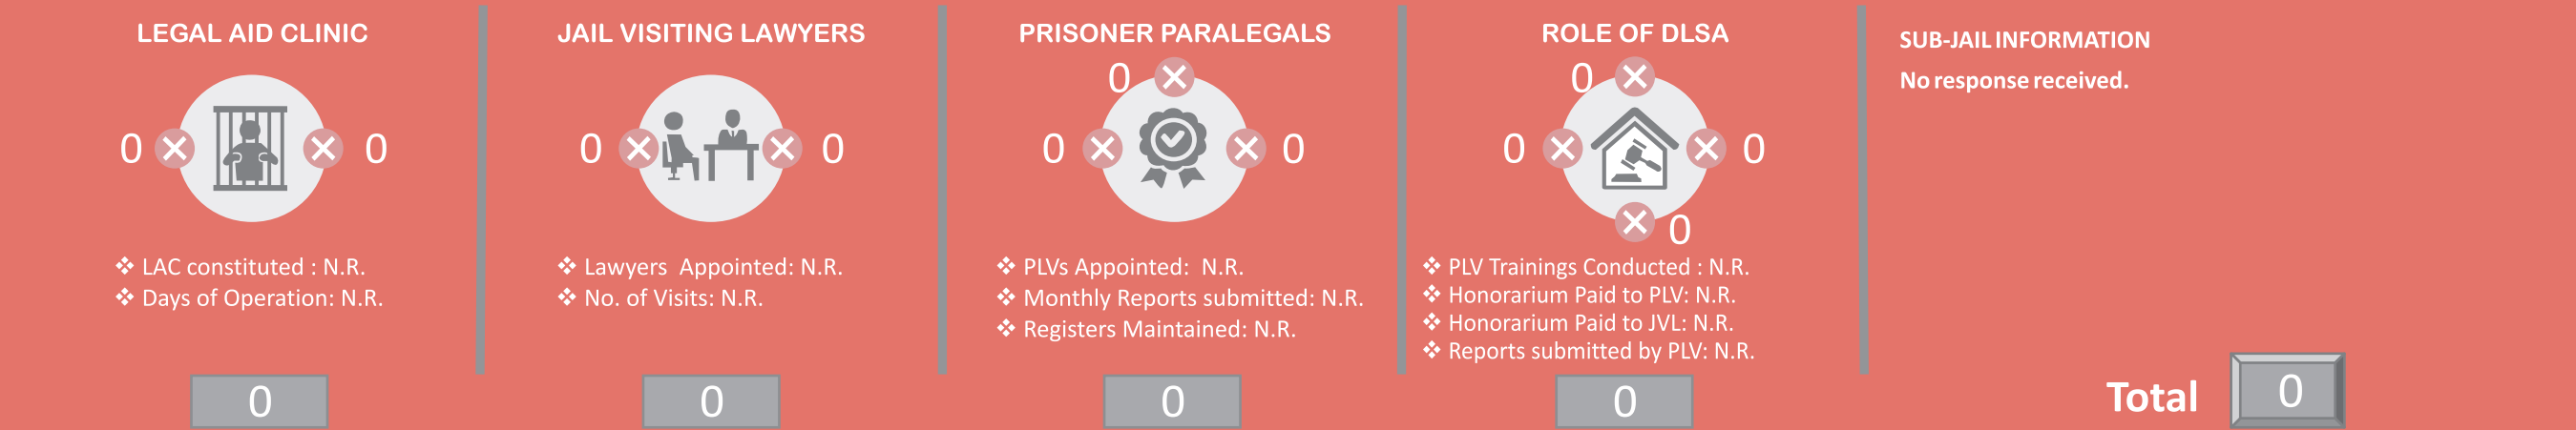 LEGAL AID CLINIC
0 0
LAC constituted : N.R.
Days of Operation: N.R.
0
JAIL VISITING LAWYERS
0 0
Lawyers Appointed: N.R.
No. of Visits: N.R.
0
PRISONER PARALEGALS
0
0 0
PLVs Appointed: N.R.
Monthly Reports submitted: N.R.
Registers Maintained: N.R.
0
ROLE OF DLSA
0
0 0
0
PLV Trainings Conducted : N.R.
Honorarium Paid to PLV: N.R.
Honorarium Paid to JVL: N.R.
Reports submitted by PLV: N.R.
0
SUB-JAIL INFORMATION
No response received.
Total 0